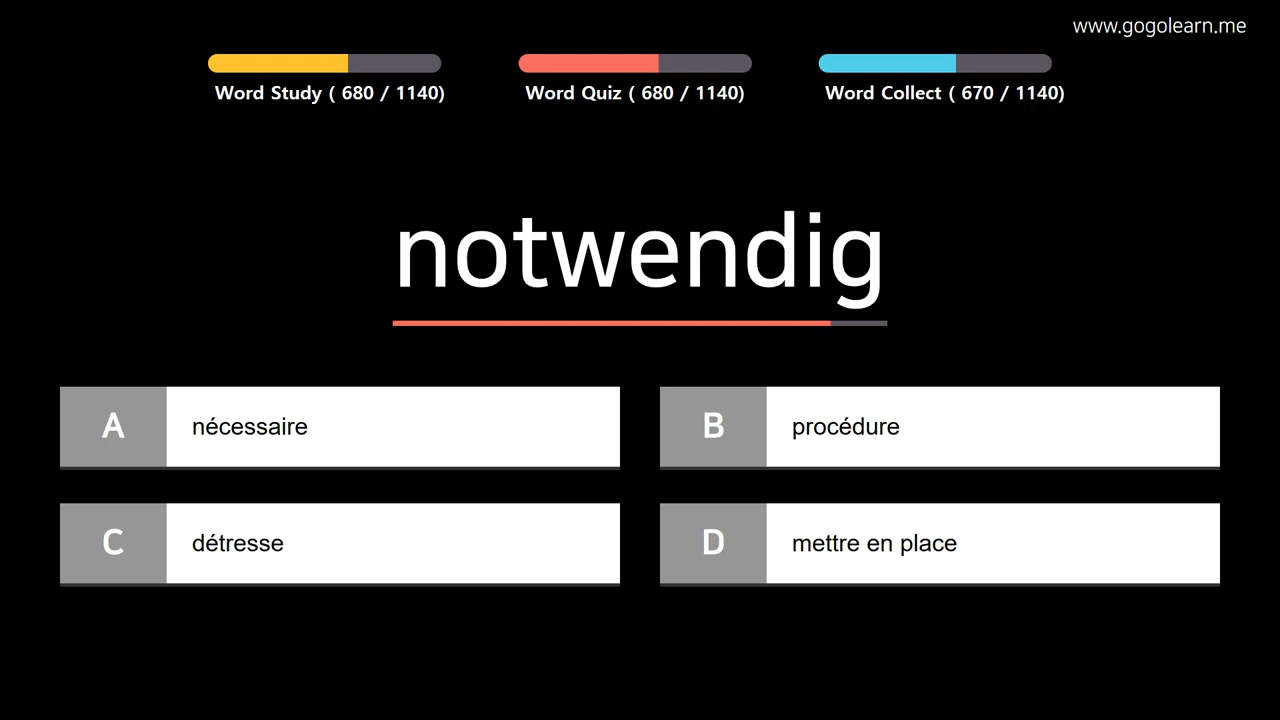 www.gogolearn.me
Word Study ( 680 / 1140)
Word Quiz ( 680 / 1140)
Word Collect ( 670 / 1140)
notwendig
A nécessaire
B procédure
C détresse
D mettre en place